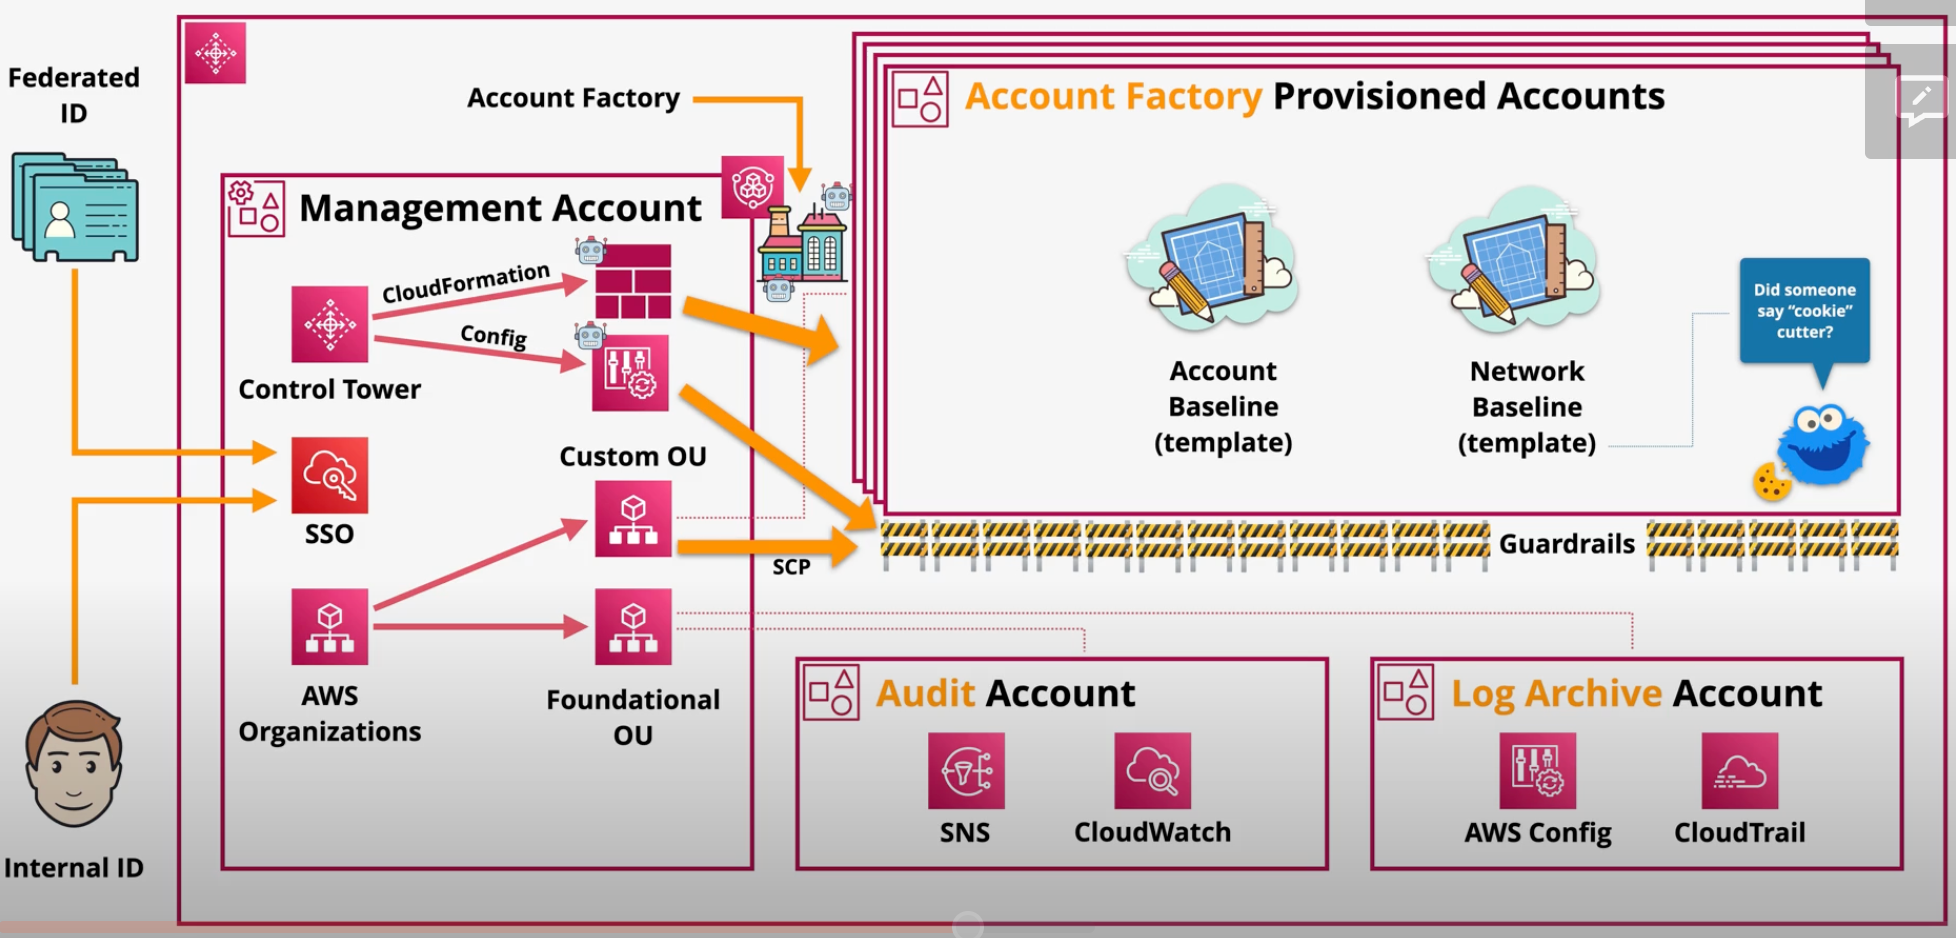 Federated
ID
Account Factory
Account Factory Provisioned Accounts
Management Account
CloudFormation
Config
Control Tower
Custom OU
SSO
SCP
AWS
Organizations
Foundational
OU
Internal ID
Account
Baseline
(template)
Network
Baseline
(template)
Did someone
say “cookie”
cutter?
Guardrails
Audit Account
SNS
CloudWatch
Log Archive Account
AWS Config
CloudTrail